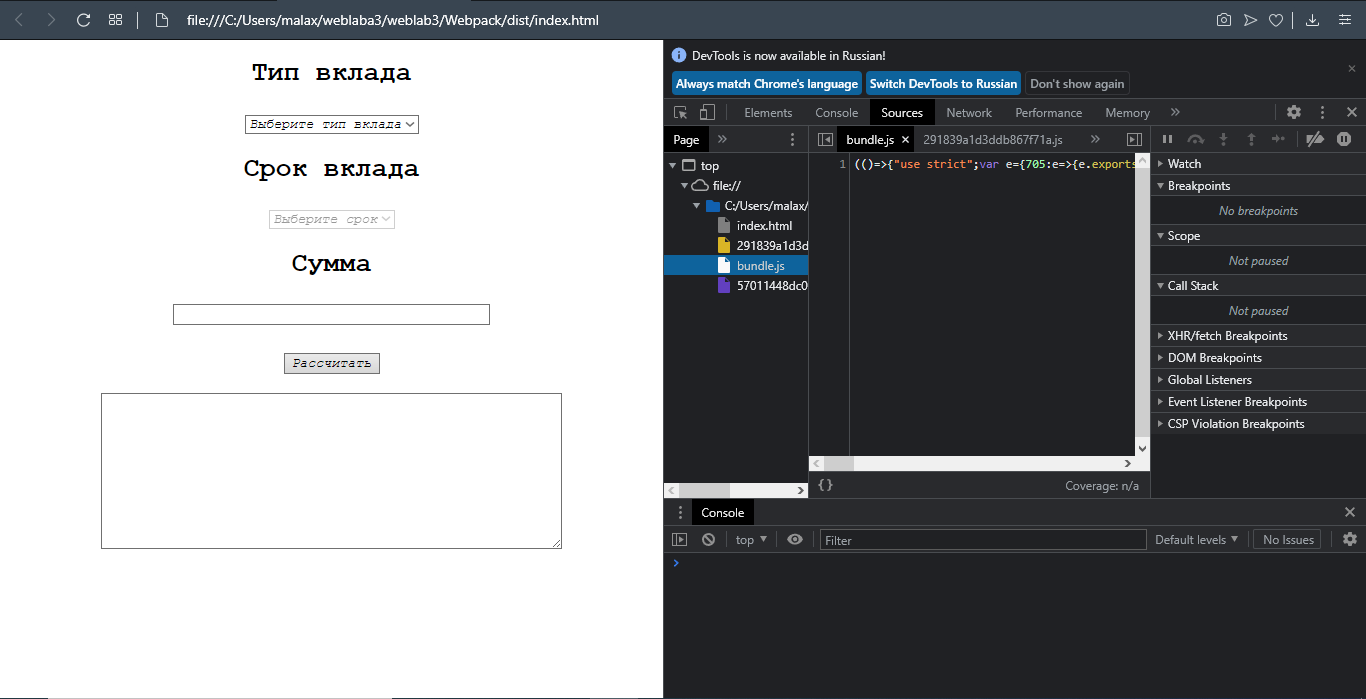 file:///C:/Users/malax/weblaba3/weblab3/Webpack/dist/index.html
Тип вклада
Выберите тип вклада
Срок вклада
Выберите срок
Сумма
Рассчитать
DevTools is now available in Russian!
Always match Chrome's language
Switch DevTools to Russian
Don't show again
Elements
Console
Sources
Network
Performance
Memory
Page
bundle.js
291839a1d3ddb867f71a.js
top
file://
C:/Users/malax/
index.html
291839a1d3d
bundle.js
57011448dc0
1 (()=>{"use strict";var e={705:e=>{e.exports
{}
Coverage: n/a
Watch
Breakpoints
No breakpoints
Scope
Not paused
Call Stack
Not paused
XHR/fetch Breakpoints
DOM Breakpoints
Global Listeners
Event Listener Breakpoints
CSP Violation Breakpoints
Console
top
Filter
Default levels
No Issues